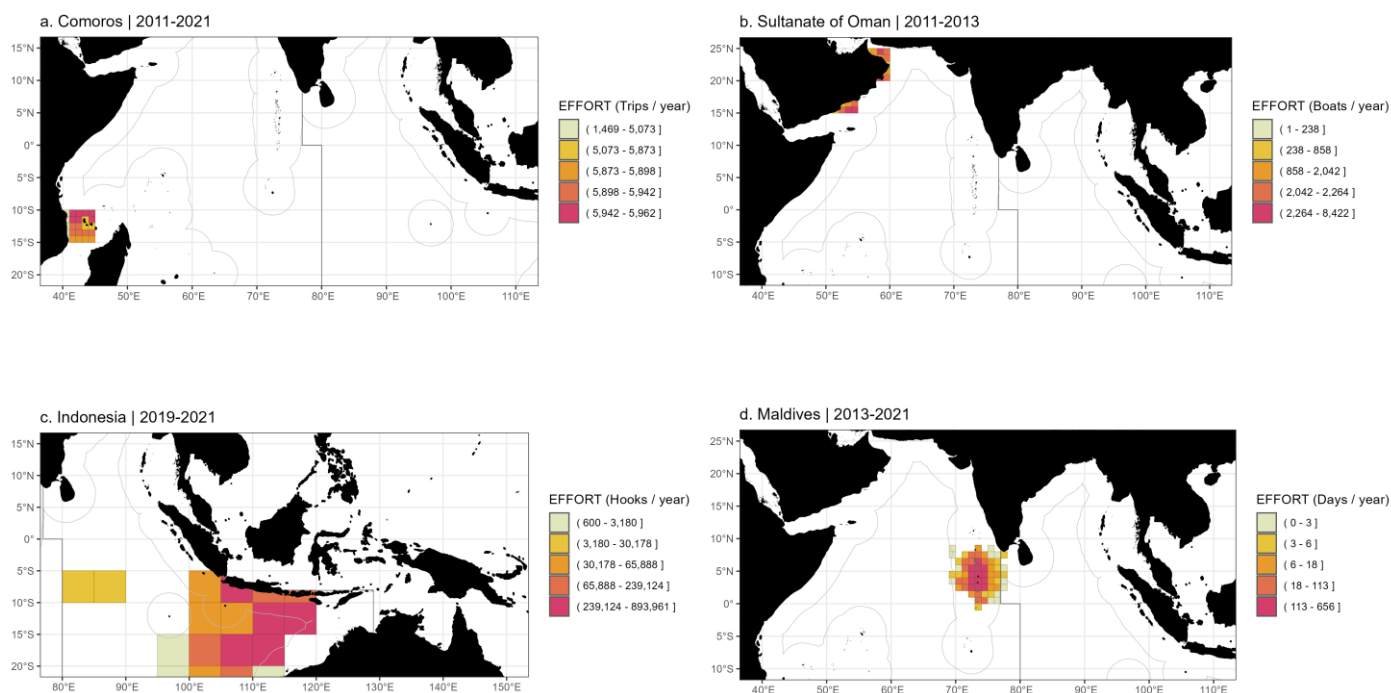 a. Comoros | 2011-2021
15°N
10°N
5°N
0°
5°S
10°S
15°S
20°S
40°E 50°E 60°E 70°E 80°E 90°E 100°E 110°E
EFFORT (Trips / year)
( 1,469 - 5,073 ]
( 5,073 - 5,873 ]
( 5,873 - 5,898 ]
( 5,898 - 5,942 ]
( 5,942 - 5,962 ]
b. Sultanate of Oman | 2011-2013
25°N
20°N
15°N
10°N
5°N
0°
5°S
10°S
40°E 50°E 60°E 70°E 80°E 90°E 100°E 110°E
EFFORT (Boats / year)
( 1 - 238 ]
( 238 - 858 ]
( 858 - 2,042 ]
( 2,042 - 2,264 ]
( 2,264 - 8,422 ]
c. Indonesia | 2019-2021
15°N
10°N
5°N
0°
5°S
10°S
15°S
20°S
80°E 90°E 100°E 110°E 120°E 130°E 140°E 150°E
EFFORT (Hooks / year)
( 600 - 3,180 ]
( 3,180 - 30,178 ]
( 30,178 - 65,888 ]
( 65,888 - 239,124 ]
( 239,124 - 893,961 ]
d. Maldives | 2013-2021
25°N
20°N
15°N
10°N
5°N
0°
5°S
10°S
40°E 50°E 60°E 70°E 80°E 90°E 100°E 110°E
EFFORT (Days / year)
( 0 - 3 ]
( 3 - 6 ]
( 6 - 18 ]
( 18 - 113 ]
( 113 - 656 ]